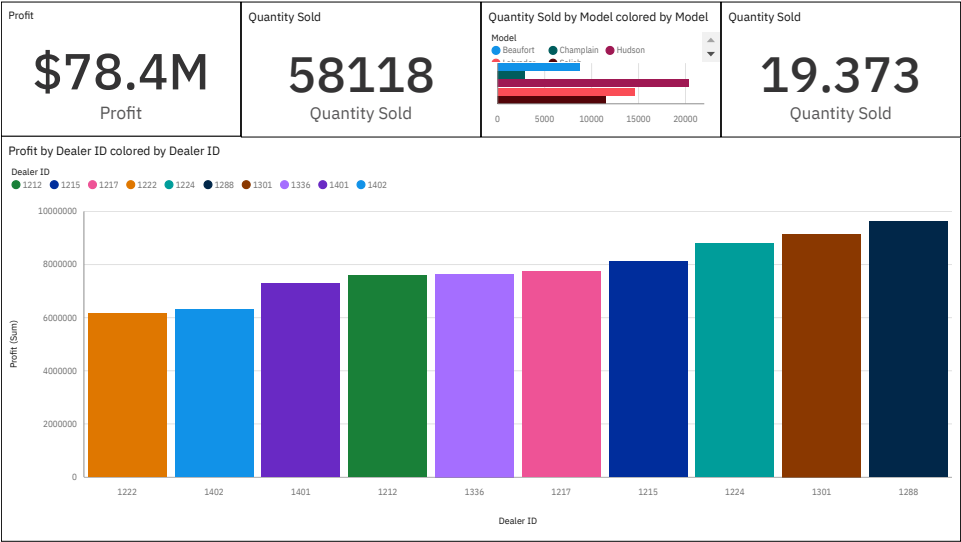 Profit
$78.4M
Profit
Quantity Sold
58118
Quantity Sold
Quantity Sold by Model colored by Model
Model
Beaufort Champlain Hudson
0 5000 10000 15000 20000
Quantity Sold
19.373
Quantity Sold
Profit by Dealer ID colored by Dealer ID
Dealer ID
1212 1215 1217 1222 1224 1288 1301 1336 1401 1402
Profit (Sum)
10000000
8000000
6000000
4000000
2000000
0
1222 1402 1401 1212 1336 1217 1215 1224 1301 1288
Dealer ID